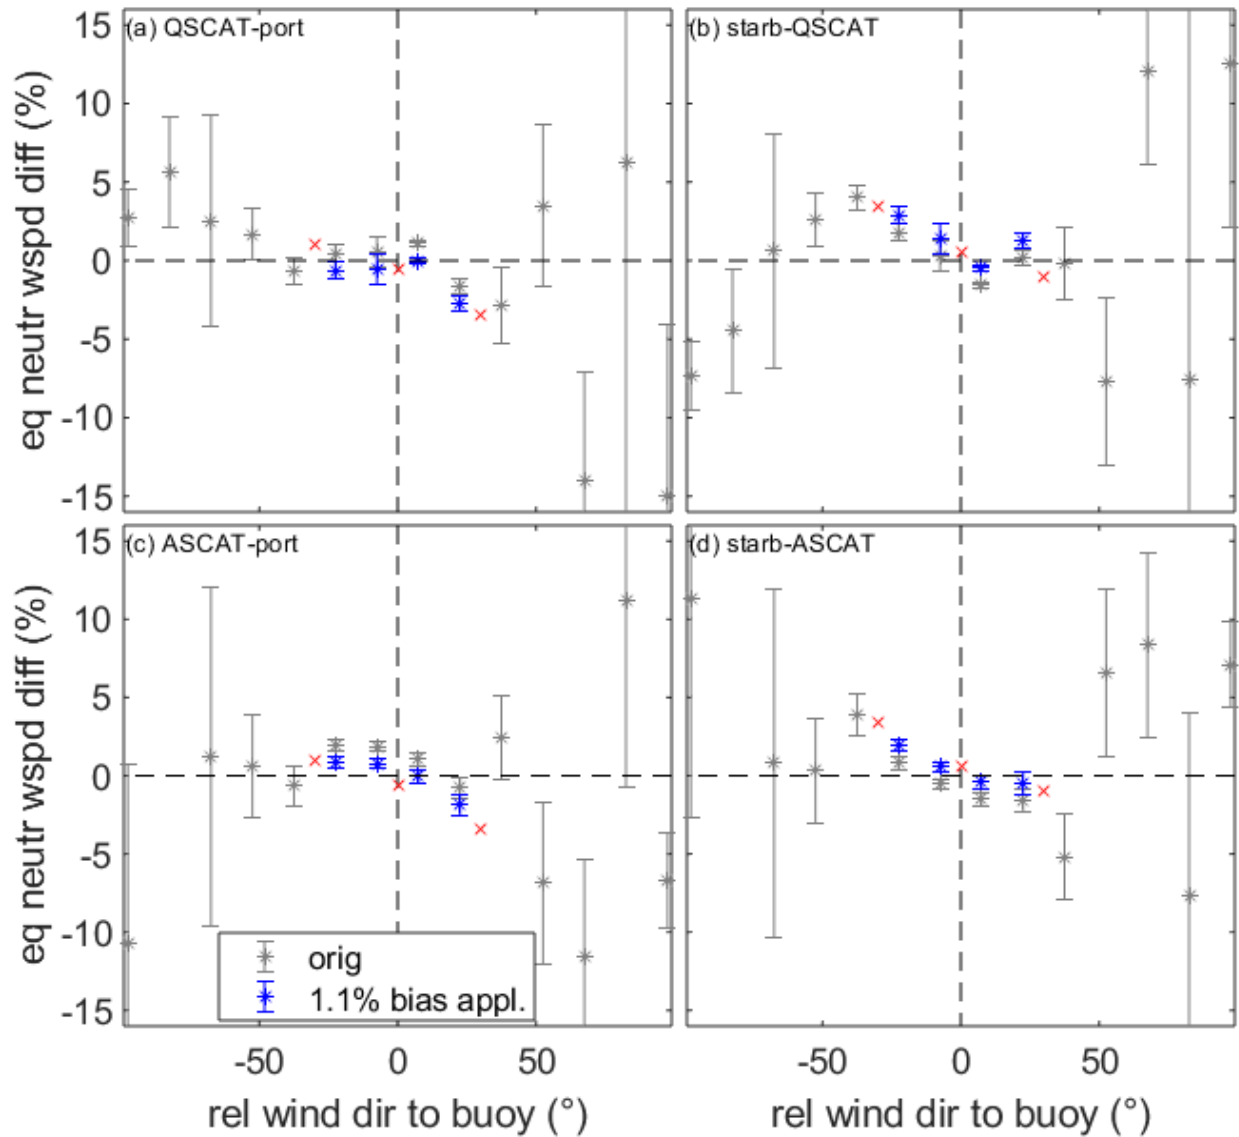 (a) QSCAT-port
(b) starb-QSCAT
eq neutr wspd diff (%)
15
10
5
0
-5
-10
-15
(c) ASCAT-port
(d) starb-ASCAT
eq neutr wspd diff (%)
15
10
5
0
-5
-10
-15
orig
1.1% bias appl.
-50
0
50
-50
0
50
rel wind dir to buoy (°)
rel wind dir to buoy (°)